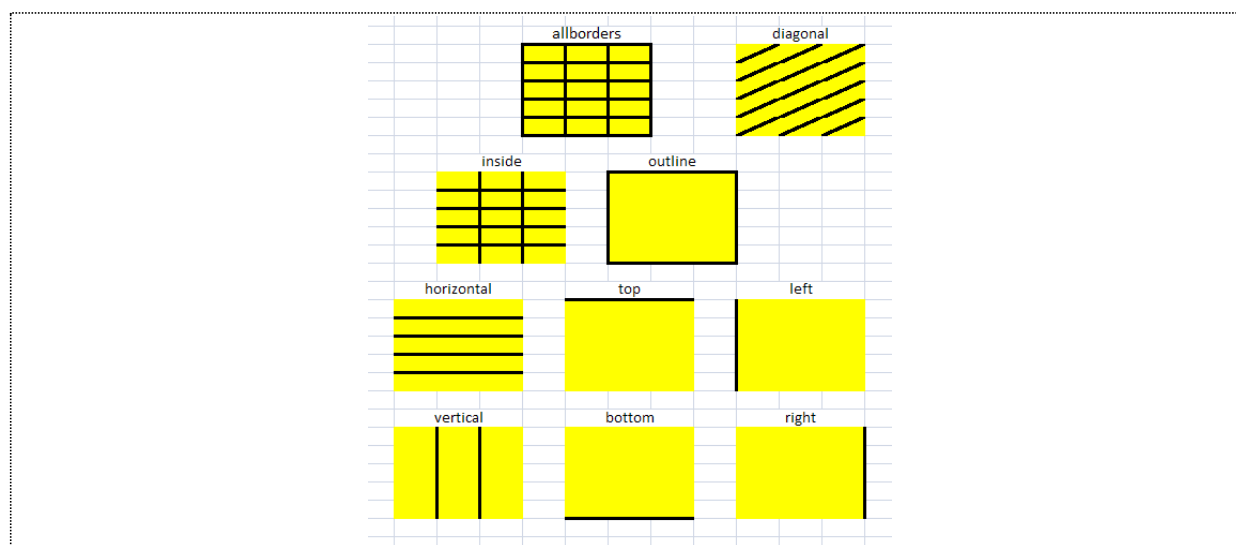 allborders diagonal
inside outline
horizontal top left
vertical bottom right